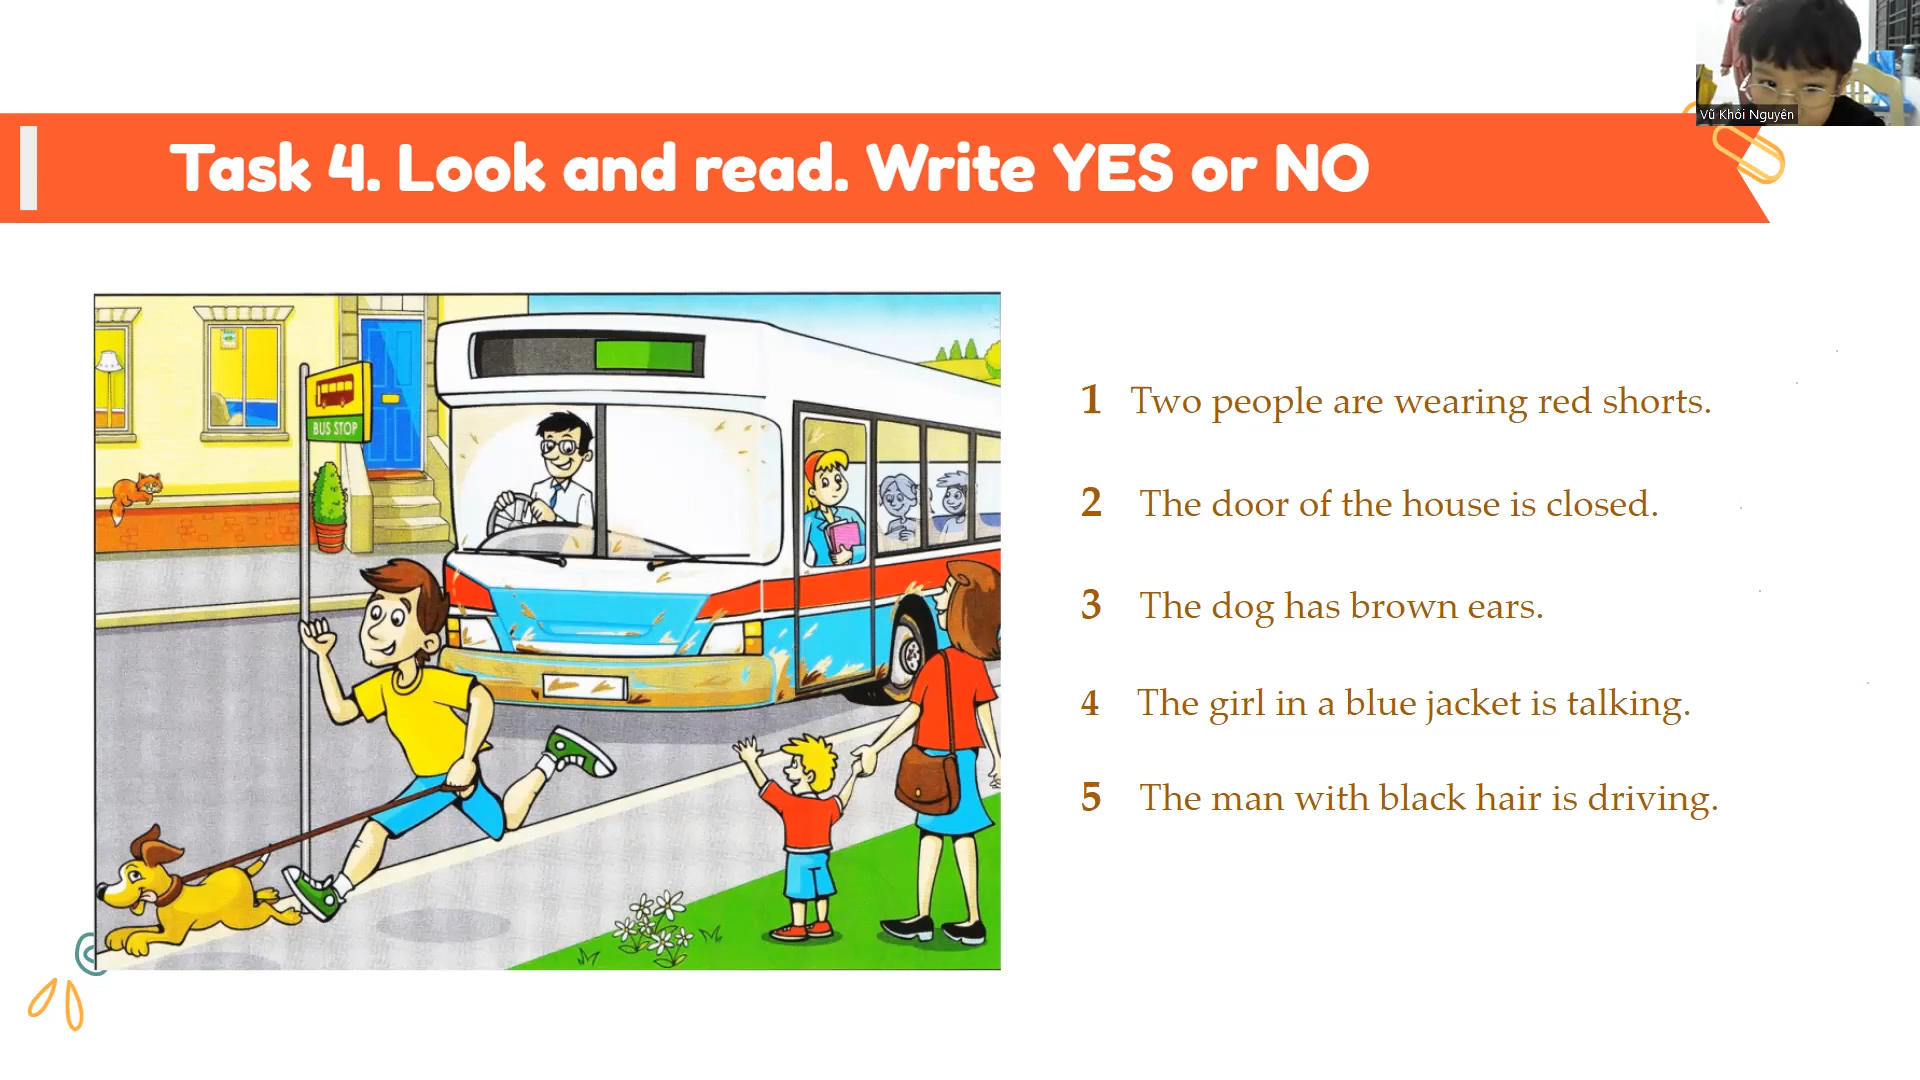 Vũ Khôi Nguyên
Task 4. Look and read. Write YES or NO
BUS STOP
1 Two people are wearing red shorts.
2 The door of the house is closed.
3 The dog has brown ears.
4 The girl in a blue jacket is talking.
5 The man with black hair is driving.